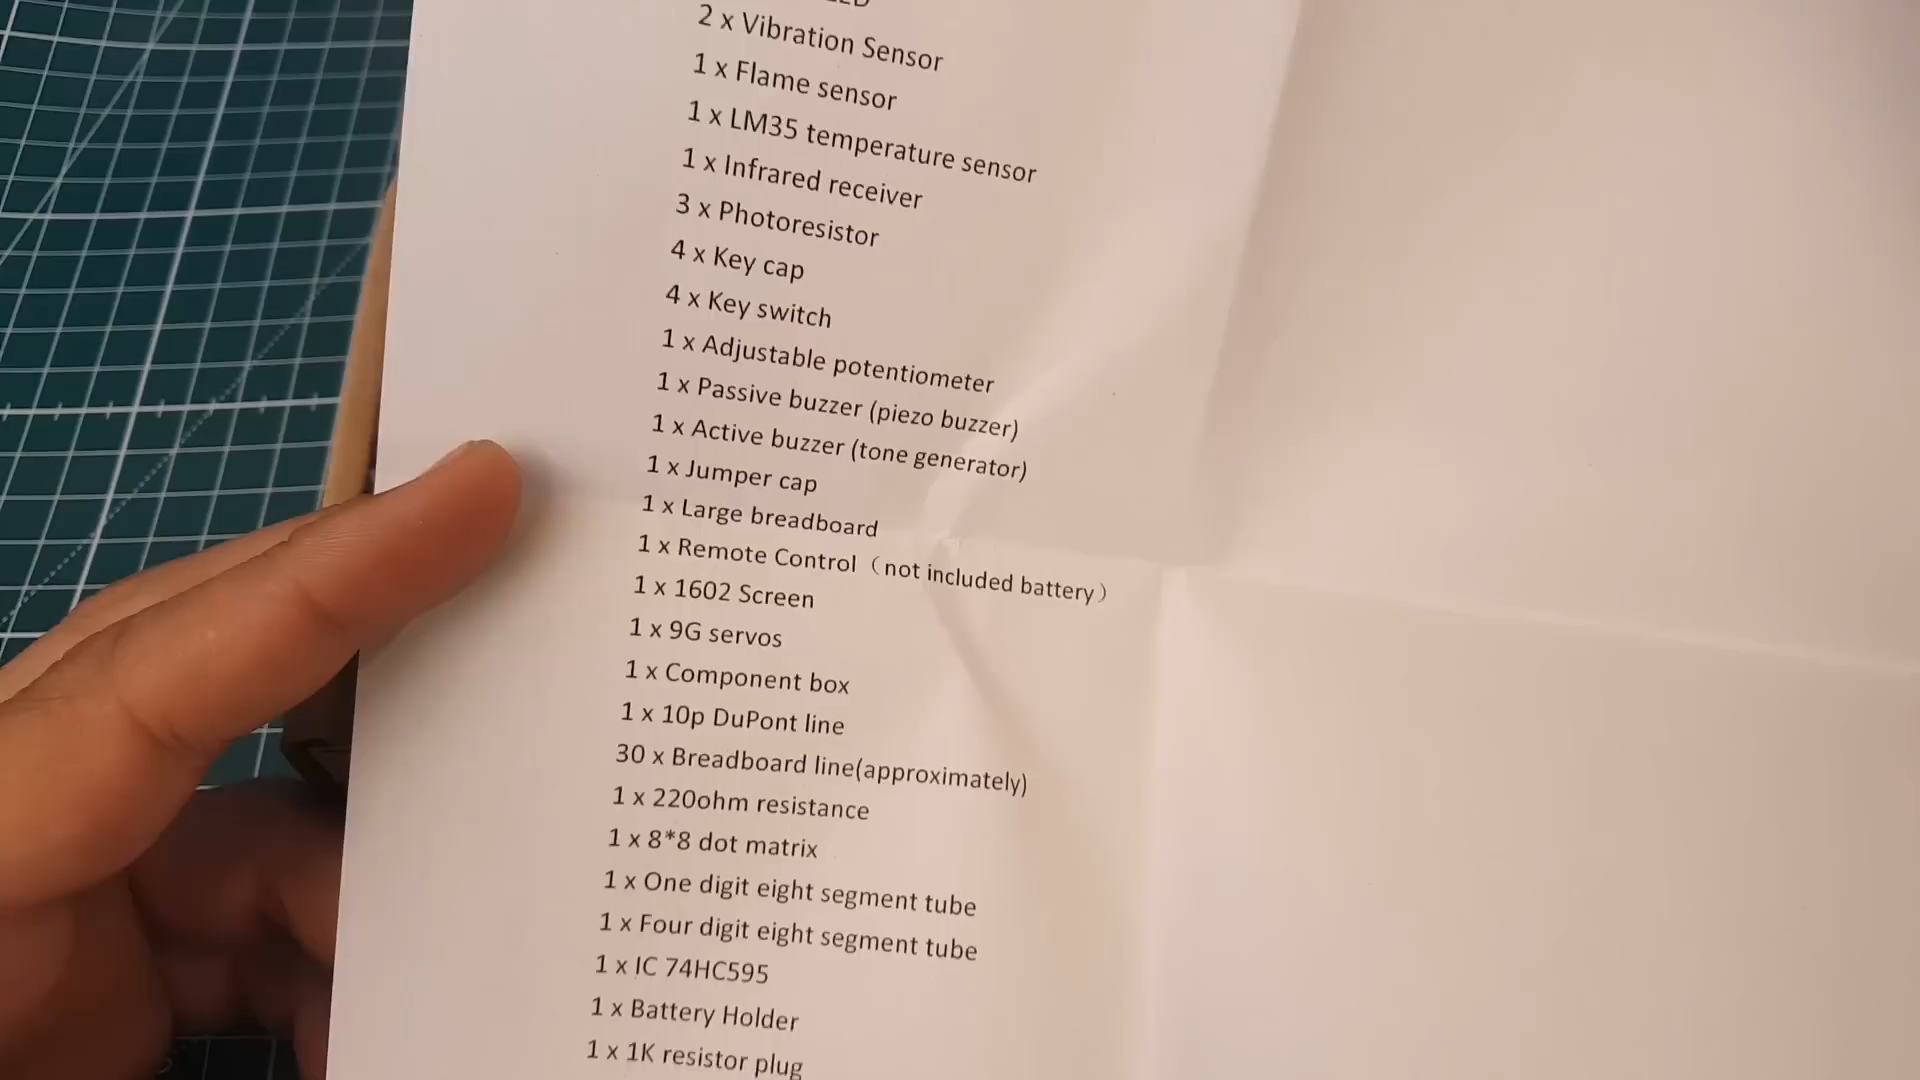 2 x Vibration Sensor
1 x Flame sensor
1 x LM35 temperature sensor
1 x Infrared receiver
3 x Photoresistor
4 x Key cap
4 x Key switch
1 x Adjustable potentiometer
1 x Passive buzzer (piezo buzzer)
1 x Active buzzer (tone generator)
1 x Jumper cap
1 x Large breadboard
1 x Remote Control（not included battery）
1 x 1602 Screen
1 x 9G servos
1 x Component box
1 x 10p DuPont line
30 x Breadboard line(approximately)
1 x 220ohm resistance
1 x 8*8 dot matrix
1 x One digit eight segment tube
1 x Four digit eight segment tube
1 x IC 74HC595
1 x Battery Holder
1 x 1K resistor plug